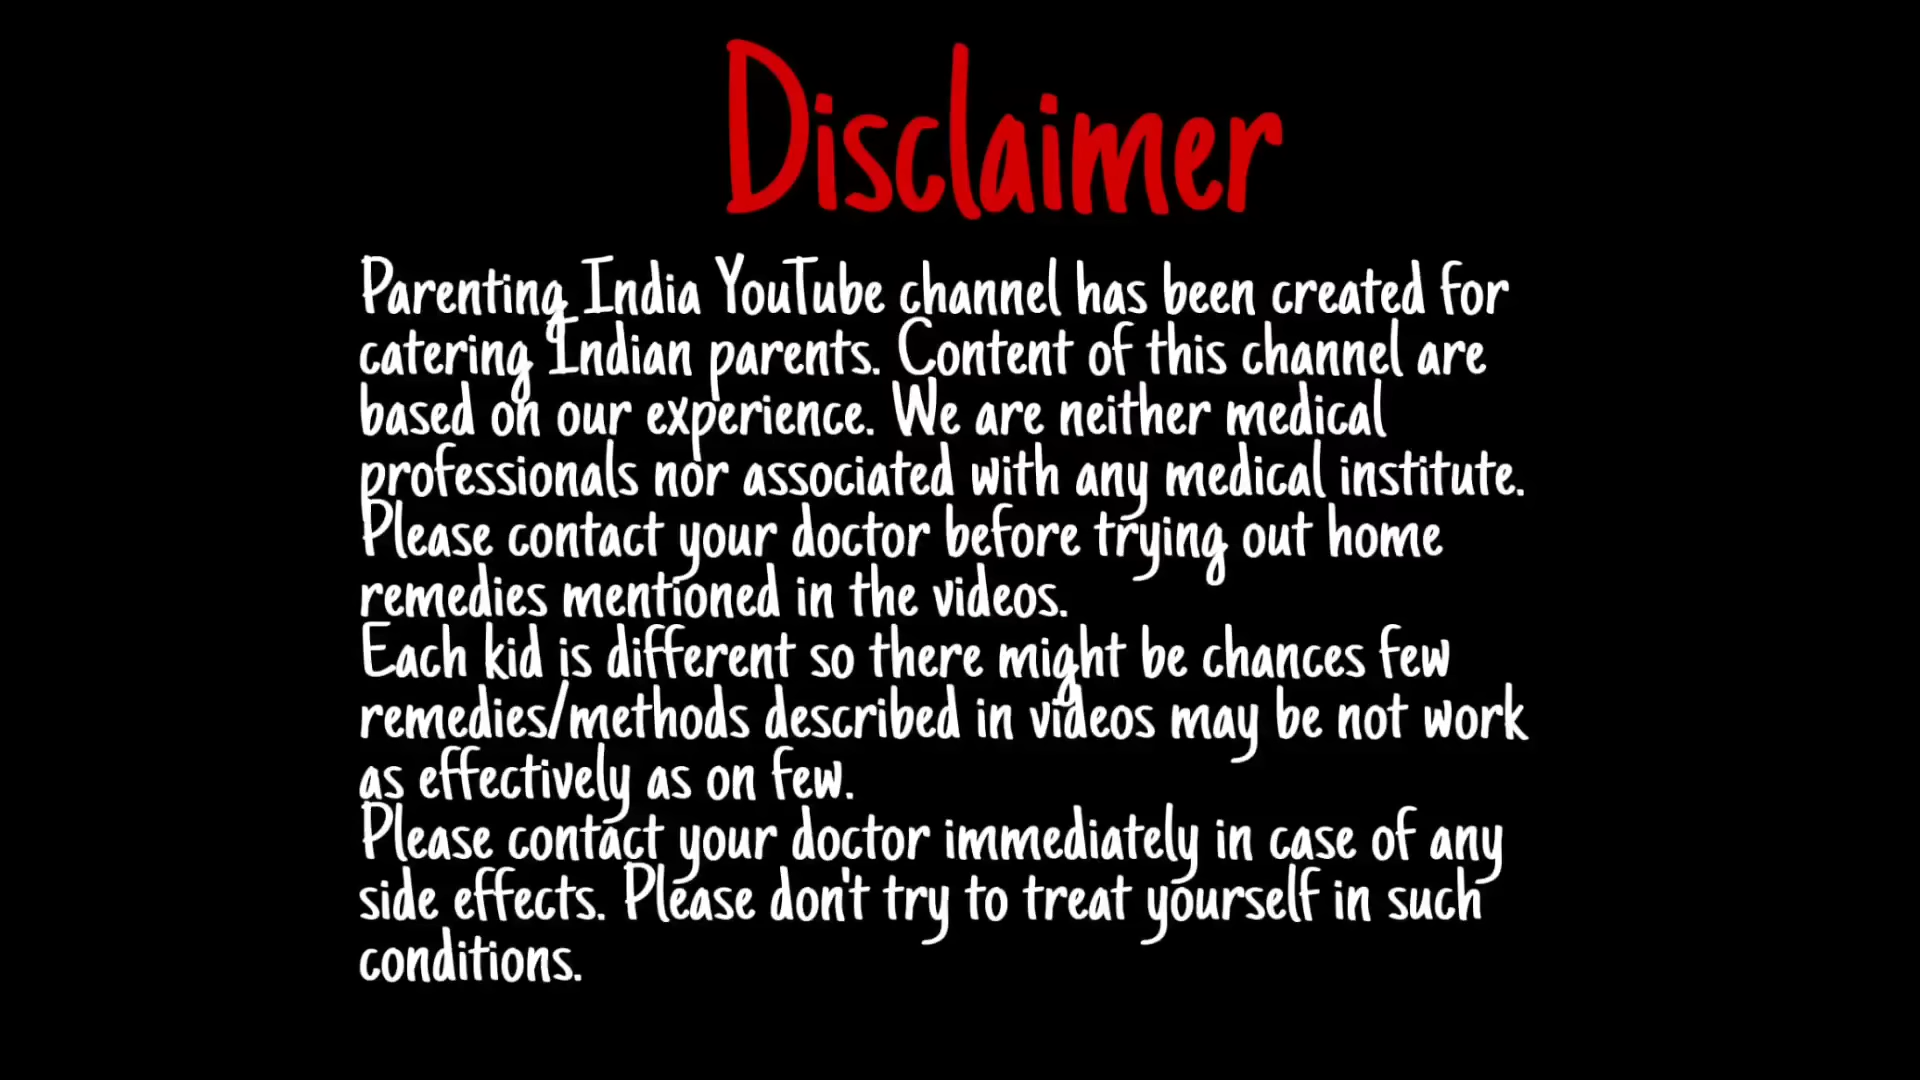 Disclaimer
Parenting India YouTube channel has been created for
catering Indian parents. Content of this channel are
based on our experience. We are neither medical
professionals nor associated with any medical institute.
Please contact your doctor before trying out home
remedies mentioned in the videos.
Each kid is different so there might be chances few
remedies/methods described in videos may be not work
as effectively as on few.
Please contact your doctor immediately in case of any
side effects. Please don't try to treat yourself in such
conditions.